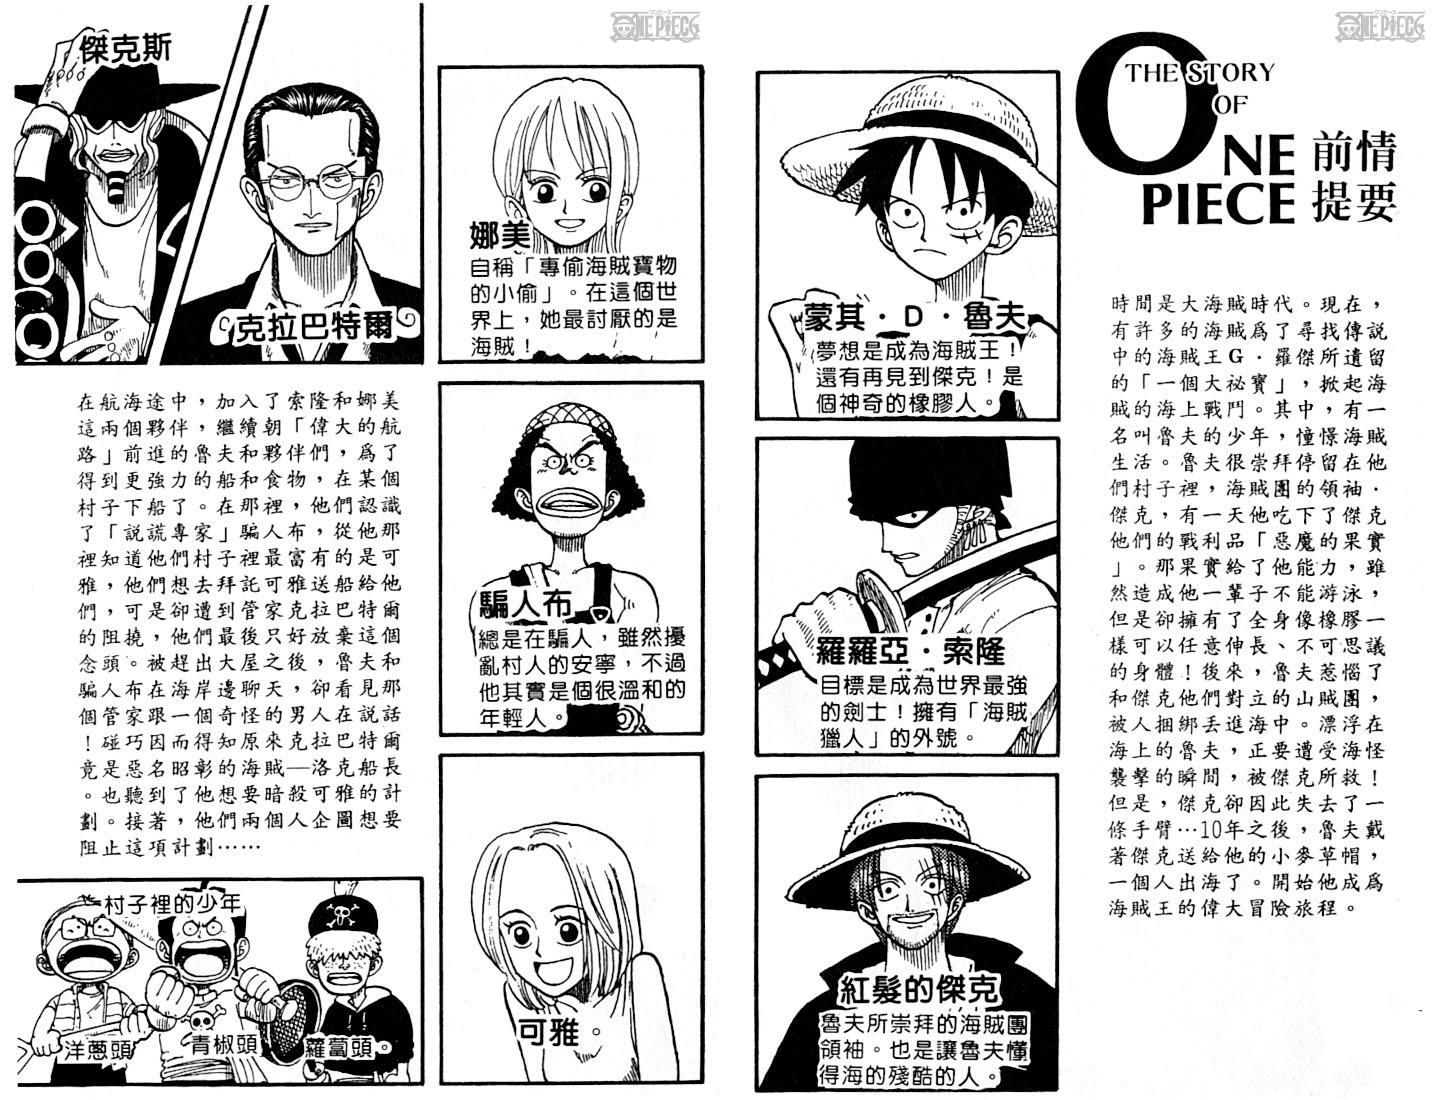 ONE PIECE
ONE PIECE
THE STORY
OF
ONE
PIECE
前情
提要
時間是大海賊時代。現在，
有許多的海賊為了尋找傳説
中的海賊王G．羅傑所遺留
的「一個大祕寶」，掀起海
賊的海上戰鬥。其中，有一
名叫魯夫的少年，憧憬海賊
生活。魯夫很崇拜停留在他
們村子裡，海賊團的領袖．
傑克，有一天他吃下了傑克
他們的戰利品「惡魔的果實
」。那果實給了他能力，雖
然造成他一輩子不能游泳，
但是卻擁有了全身像橡膠一
樣可以任意伸長、不可思議
的身體！後來，魯夫惹惱了
和傑克他們對立的山賊團，
被人捆綁丟進海中。漂浮在
海上的魯夫，正要遭受海怪
襲擊的瞬間，被傑克所救！
但是，傑克卻因此失去了一
條手臂…10年之後，魯夫戴
著傑克送給他的小麥草帽，
一個人出海了。開始他成為
海賊王的偉大冒險旅程。
蒙其．D．魯夫
夢想是成為海賊王！
還有再見到傑克！是
個神奇的橡膠人。
羅羅亞．索隆
目標是成為世界最強
的劍士！擁有「海賊
獵人」的外號。
紅髮的傑克
魯夫所崇拜的海賊團
領袖。也是讓魯夫懂
得海的殘酷的人。
娜美
自稱「專偷海賊寶物
的小偷」。在這個世
界上，她最討厭的是
海賊！
騙人布
總是在騙人，雖然擾
亂村人的安寧，不過
他其實是個很溫和的
年輕人。
可雅。
傑克斯
克拉巴特爾
在航海途中，加入了索隆和娜美
這兩個夥伴，繼續朝「偉大的航
路」前進的魯夫和夥伴們，為了
得到更強力的船和食物，在某個
村子下船了。在那裡，他們認識
了「説謊專家」騙人布，從他那
裡知道他們村子裡最富有的是可
雅，他們想去拜託可雅送船給他
們，可是卻遭到管家克拉巴特爾
的阻撓，他們最後只好放棄這個
念頭。被趕出大屋之後，魯夫和
騙人布在海岸邊聊天，卻看見那
個管家跟一個奇怪的男人在説話
！碰巧因而得知原來克拉巴特爾
竟是惡名昭彰的海賊—洛克船長
。也聽到了他想要暗殺可雅的計
劃。接著，他們兩個人企圖想要
阻止這項計劃……
村子裡的少年
洋蔥頭
青椒頭
蘿蔔頭。